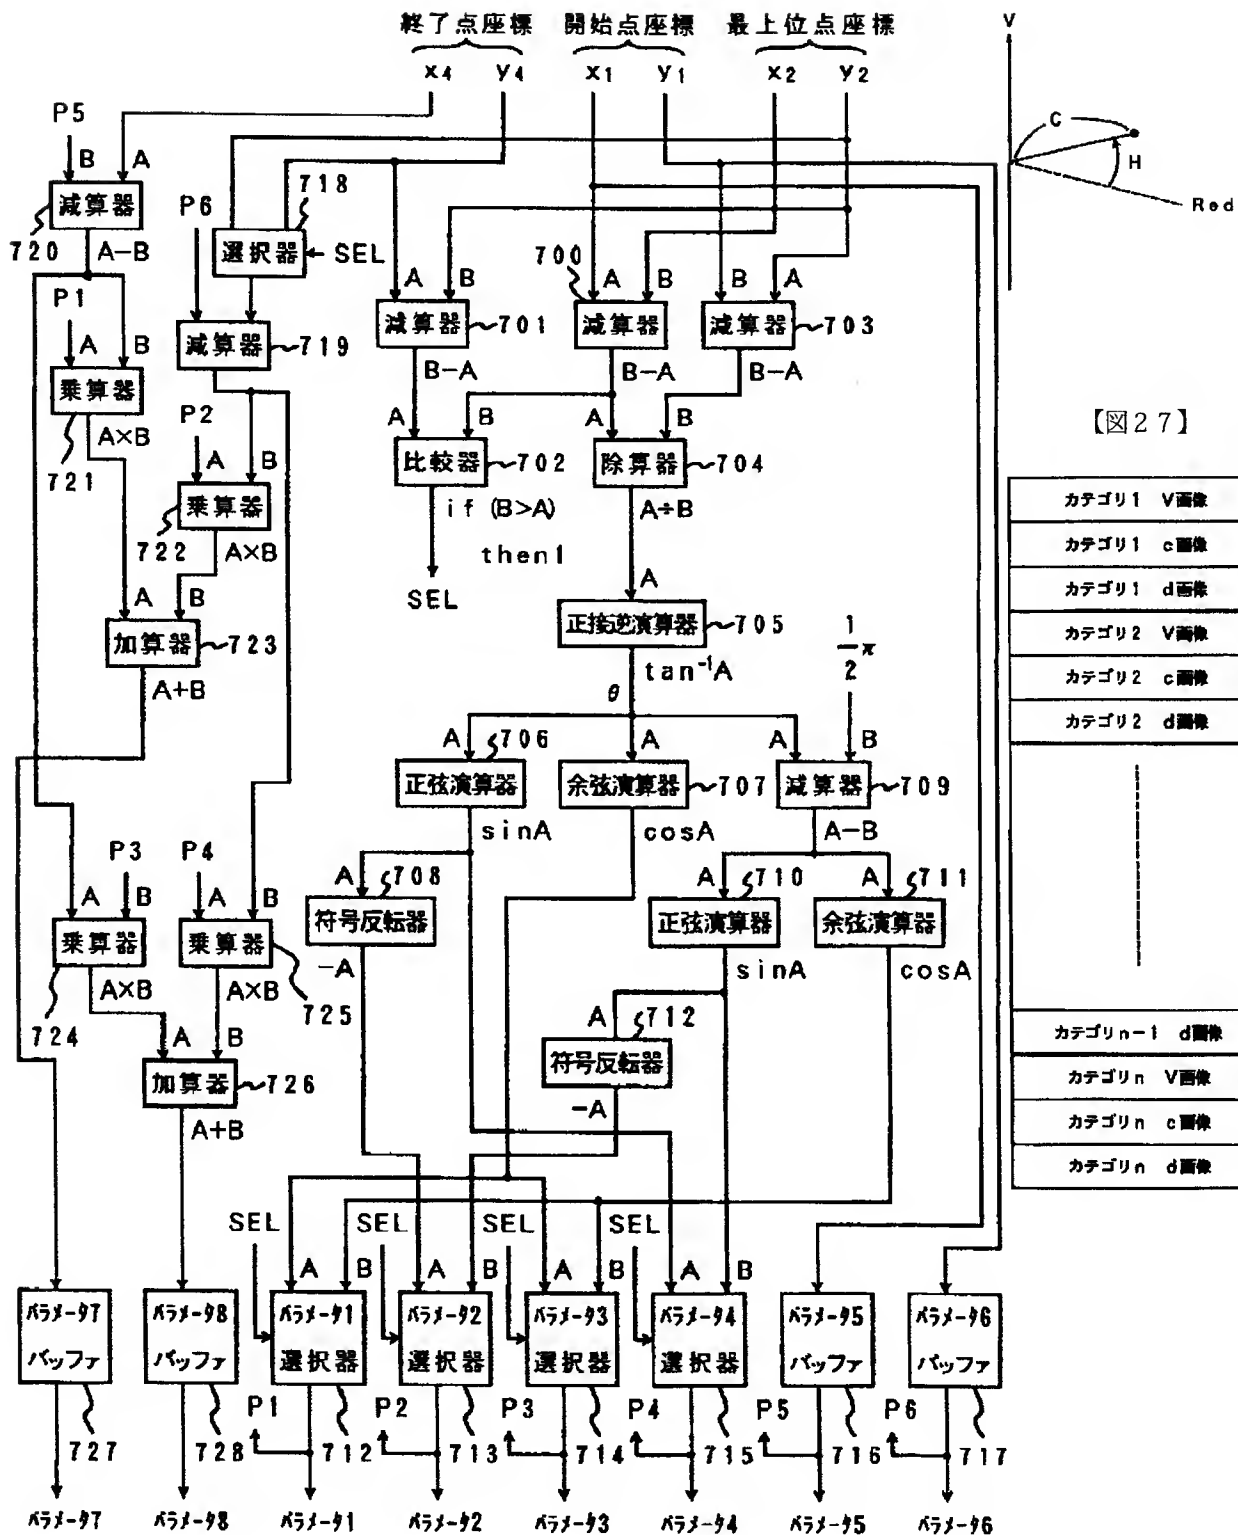 終了点座標 開始点座標 最上位点座標
x4 y4 x1 y1 x2 y2
V
C
H
Red
P5
B A
減算器
720
A−B
P6
718
選択器
SEL
P1
A B
乗算器
721
A×B
減算器
719
P2
A B
乗算器
722
A×B
A B
加算器
723
A+B
A B
減算器
701
B−A
700
A B
減算器
B−A
B A
減算器
703
B−A
A B
比較器
702
if (B>A)
then1
SEL
A B
除算器
704
A÷B
A
正接逆演算器
705
tan⁻¹A
θ
1
2
π
A
706
正弦演算器
sinA
A
余弦演算器
707
cosA
A B
減算器
709
A−B
A
708
符号反転器
−A
A
710
正弦演算器
sinA
A
711
余弦演算器
cosA
A
712
符号反転器
−A
P3
A B
乗算器
724
A×B
P4
A B
乗算器
725
A×B
A B
加算器
726
A+B
SEL SEL SEL SEL
A B A B A B A B
パラメータ7
バッファ
パラメータ8
バッファ
パラメータ1
選択器
パラメータ2
選択器
パラメータ3
選択器
パラメータ4
選択器
パラメータ5
バッファ
パラメータ6
バッファ
P1 P2 P3 P4 P5 P6
727 728 712 713 714 715 716 717
パラメータ7 パラメータ8 パラメータ1 パラメータ2 パラメータ3 パラメータ4 パラメータ5 パラメータ6
【図27】
カテゴリ1 V画像
カテゴリ1 c画像
カテゴリ1 d画像
カテゴリ2 V画像
カテゴリ2 c画像
カテゴリ2 d画像
カテゴリn−1 d画像
カテゴリn V画像
カテゴリn c画像
カテゴリn d画像